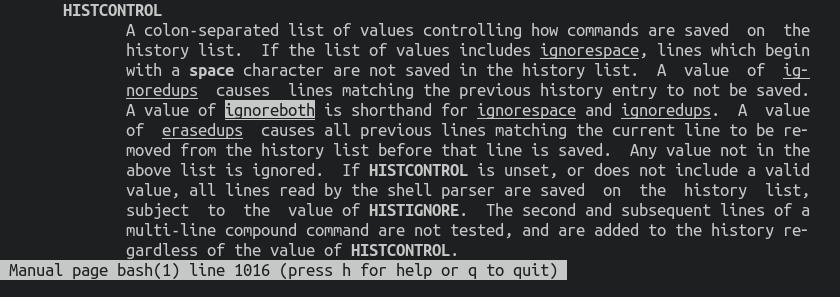 HISTCONTROL
A colon-separated list of values controlling how commands are saved on the
history list. If the list of values includes ignorespace, lines which begin
with a space character are not saved in the history list. A value of ig-
noredups causes lines matching the previous history entry to not be saved.
A value of ignoreboth is shorthand for ignorespace and ignoredups. A value
of erasedups causes all previous lines matching the current line to be re-
moved from the history list before that line is saved. Any value not in the
above list is ignored. If HISTCONTROL is unset, or does not include a valid
value, all lines read by the shell parser are saved on the history list,
subject to the value of HISTIGNORE. The second and subsequent lines of a
multi-line compound command are not tested, and are added to the history re-
gardless of the value of HISTCONTROL.
Manual page bash(1) line 1016 (press h for help or q to quit)